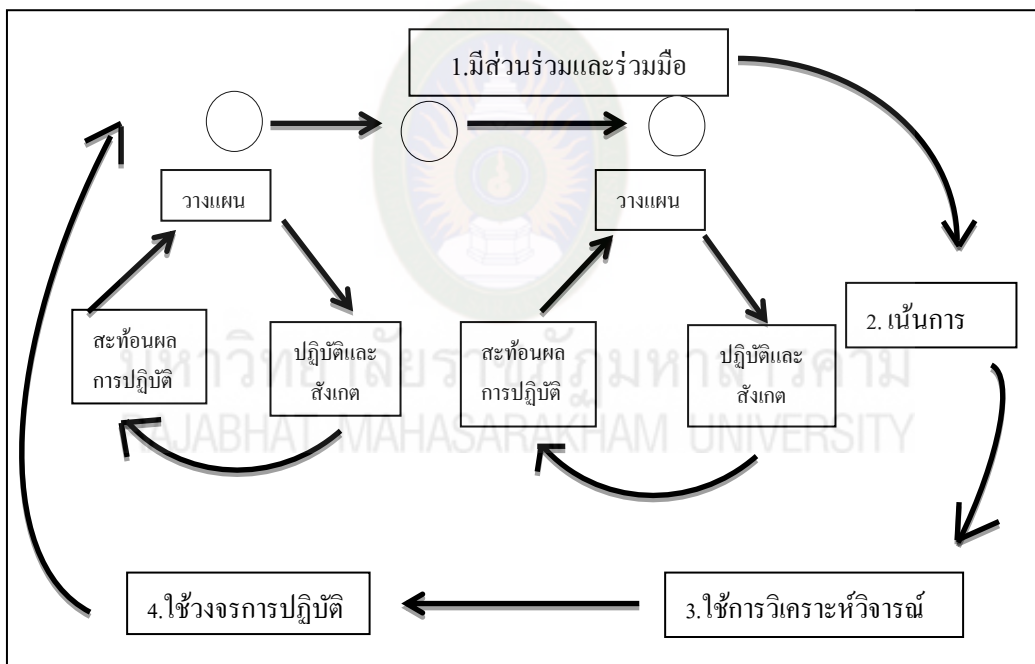 1.มีส่วนร่วมและร่วมมือ
วางแผน
วางแผน
2. เน้นการ
สะท้อนผล
การปฏิบัติ
ปฏิบัติและ
สังเกต
สะท้อนผล
การปฏิบัติ
ปฏิบัติและ
สังเกต
มหาวิทยาลัยราชภัฏมหาสารคาม
RAJABHAT MAHASARAKHAM UNIVERSITY
4.ใช้วงจรการปฏิบัติ
3.ใช้การวิเคราะห์วิจารณ์